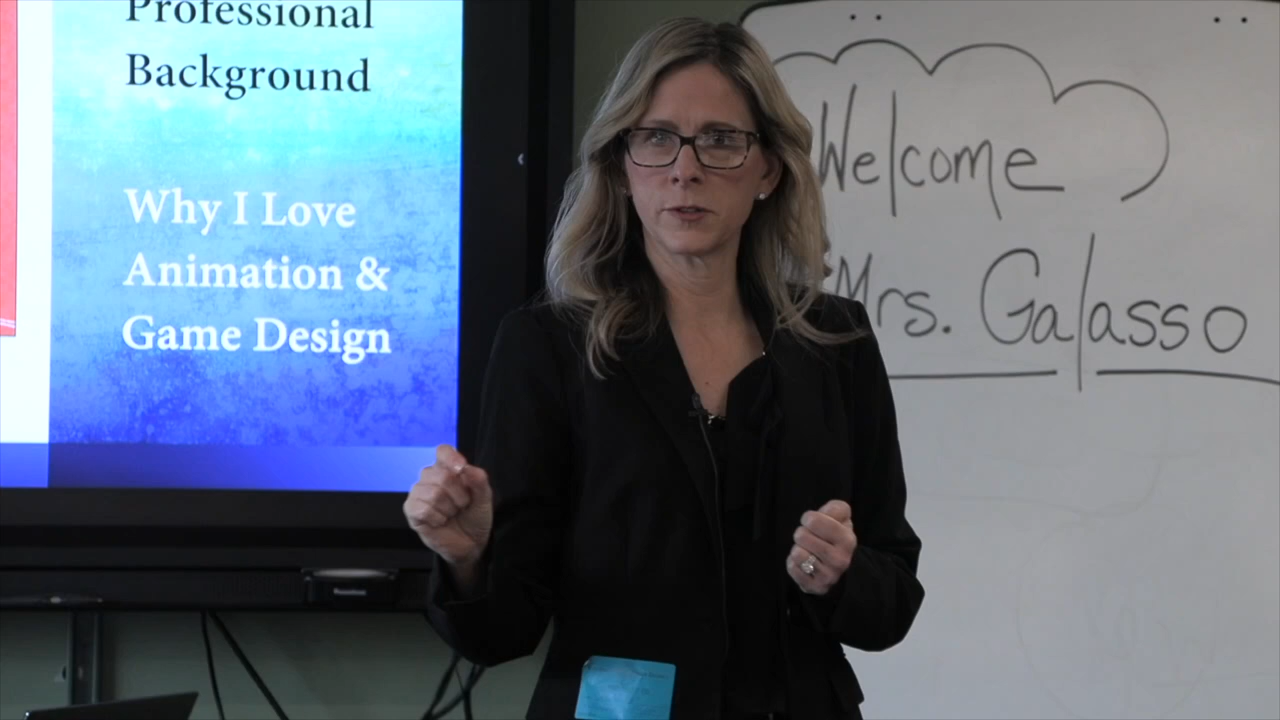 Professional
Background
Why I Love
Animation &
Game Design
Welcome
Mrs. Galasso